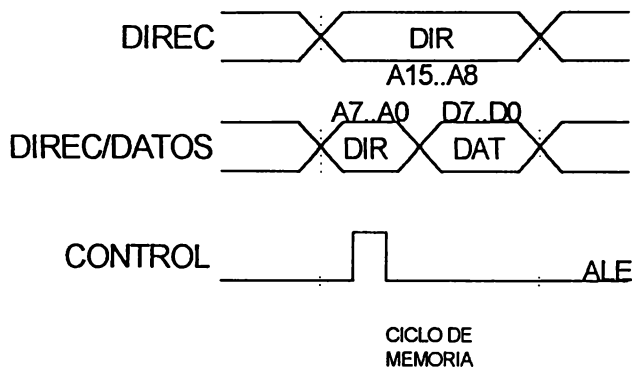 DIREC
DIR
A15..A8
A7..A0
D7..D0
DIREC/DATOS
DIR
DAT
CONTROL
ALE
CICLO DE
MEMORIA